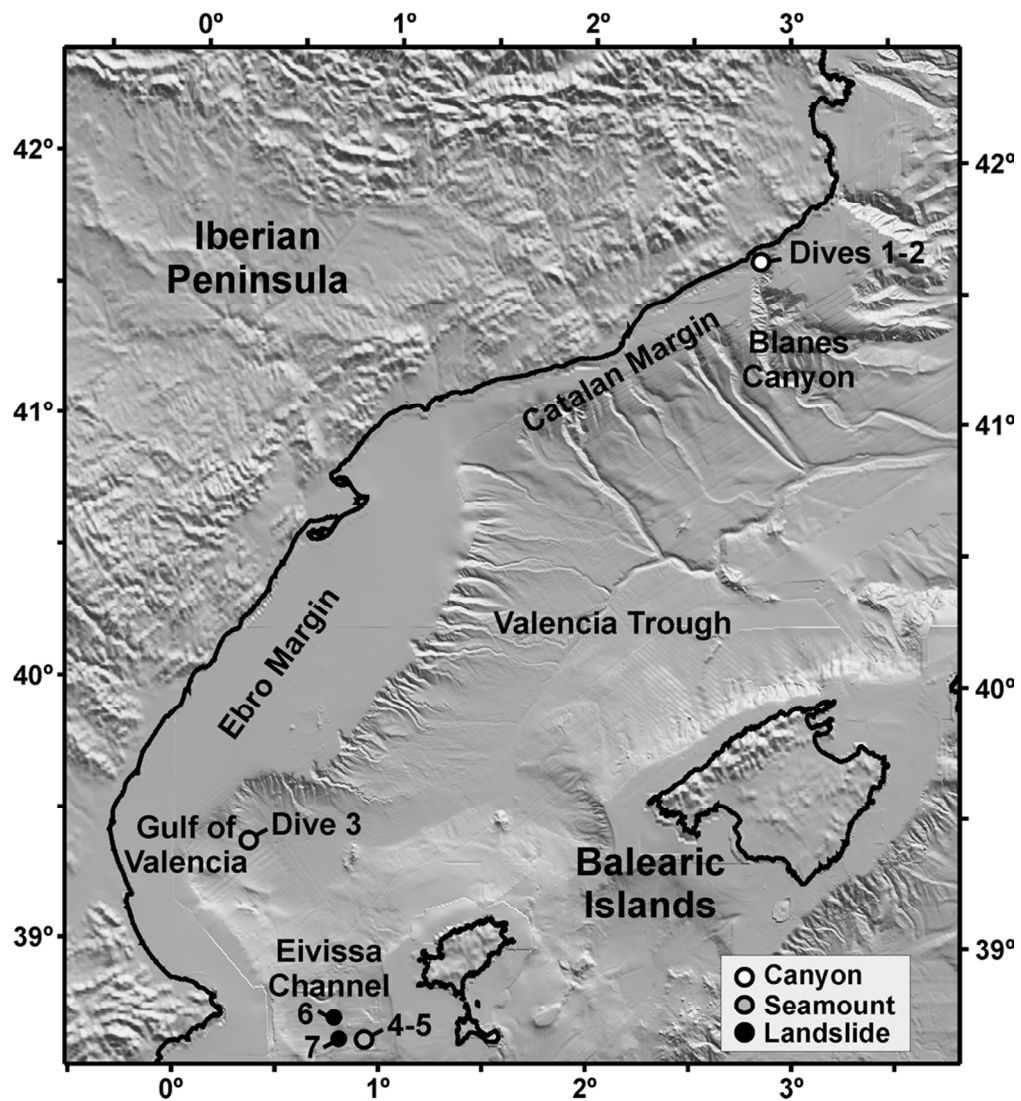 0º 1º 2º 3º
42º
42º
Iberian
Peninsula
Dives 1-2
Blanes
Canyon
Catalan Margin
41º
41º
Valencia Trough
Ebro Margin
40º
40º
Gulf of
Valencia
Dive 3
Balearic
Islands
39º
39º
Eivissa
Channel
6
4-5
7
Canyon
Seamount
Landslide
0º 1º 2º 3º